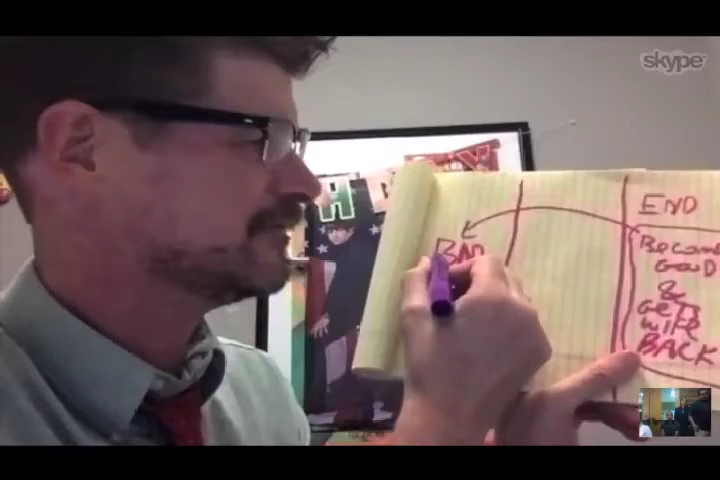 skype
BAD
END
Become
GOOD
&
gets
wife
BACK